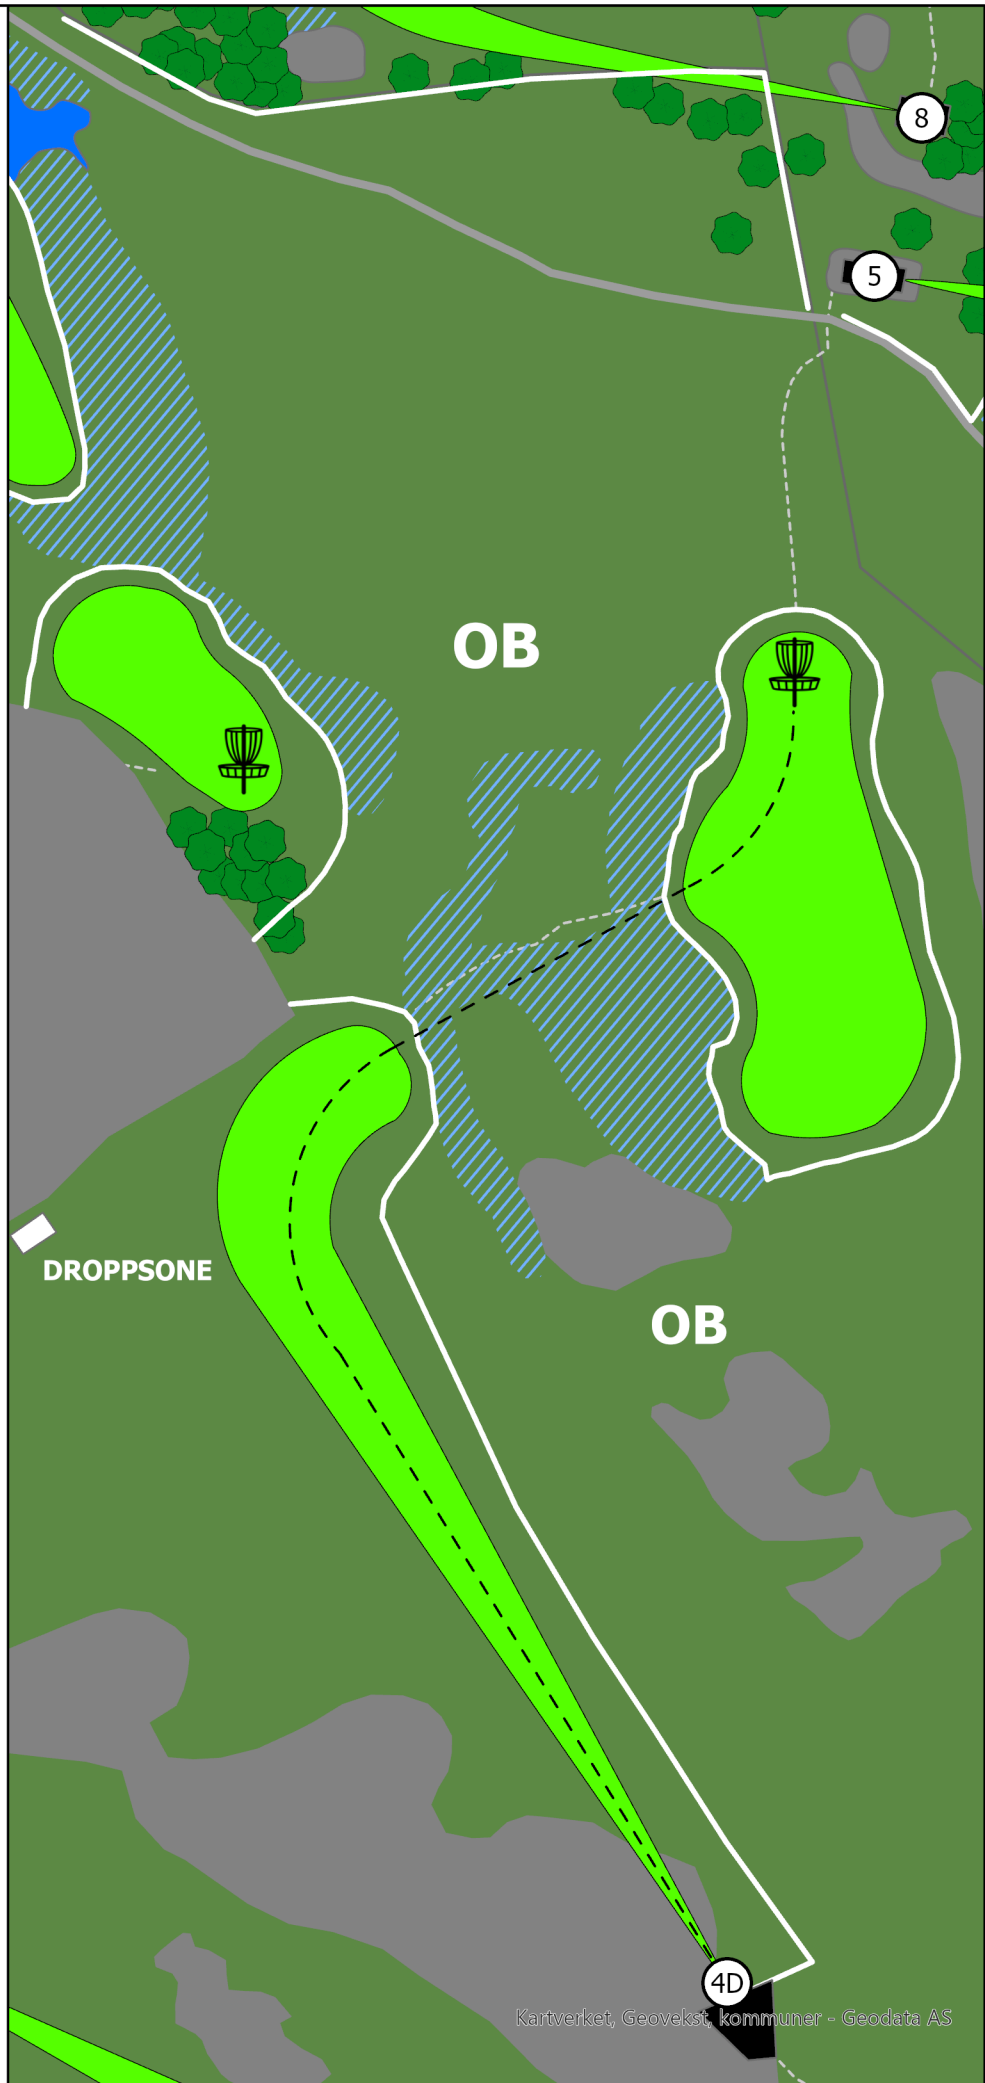 8
5
OB
DROPPSONE
OB
4D
Kartverket, Geovekst, kommuner - Geodata AS